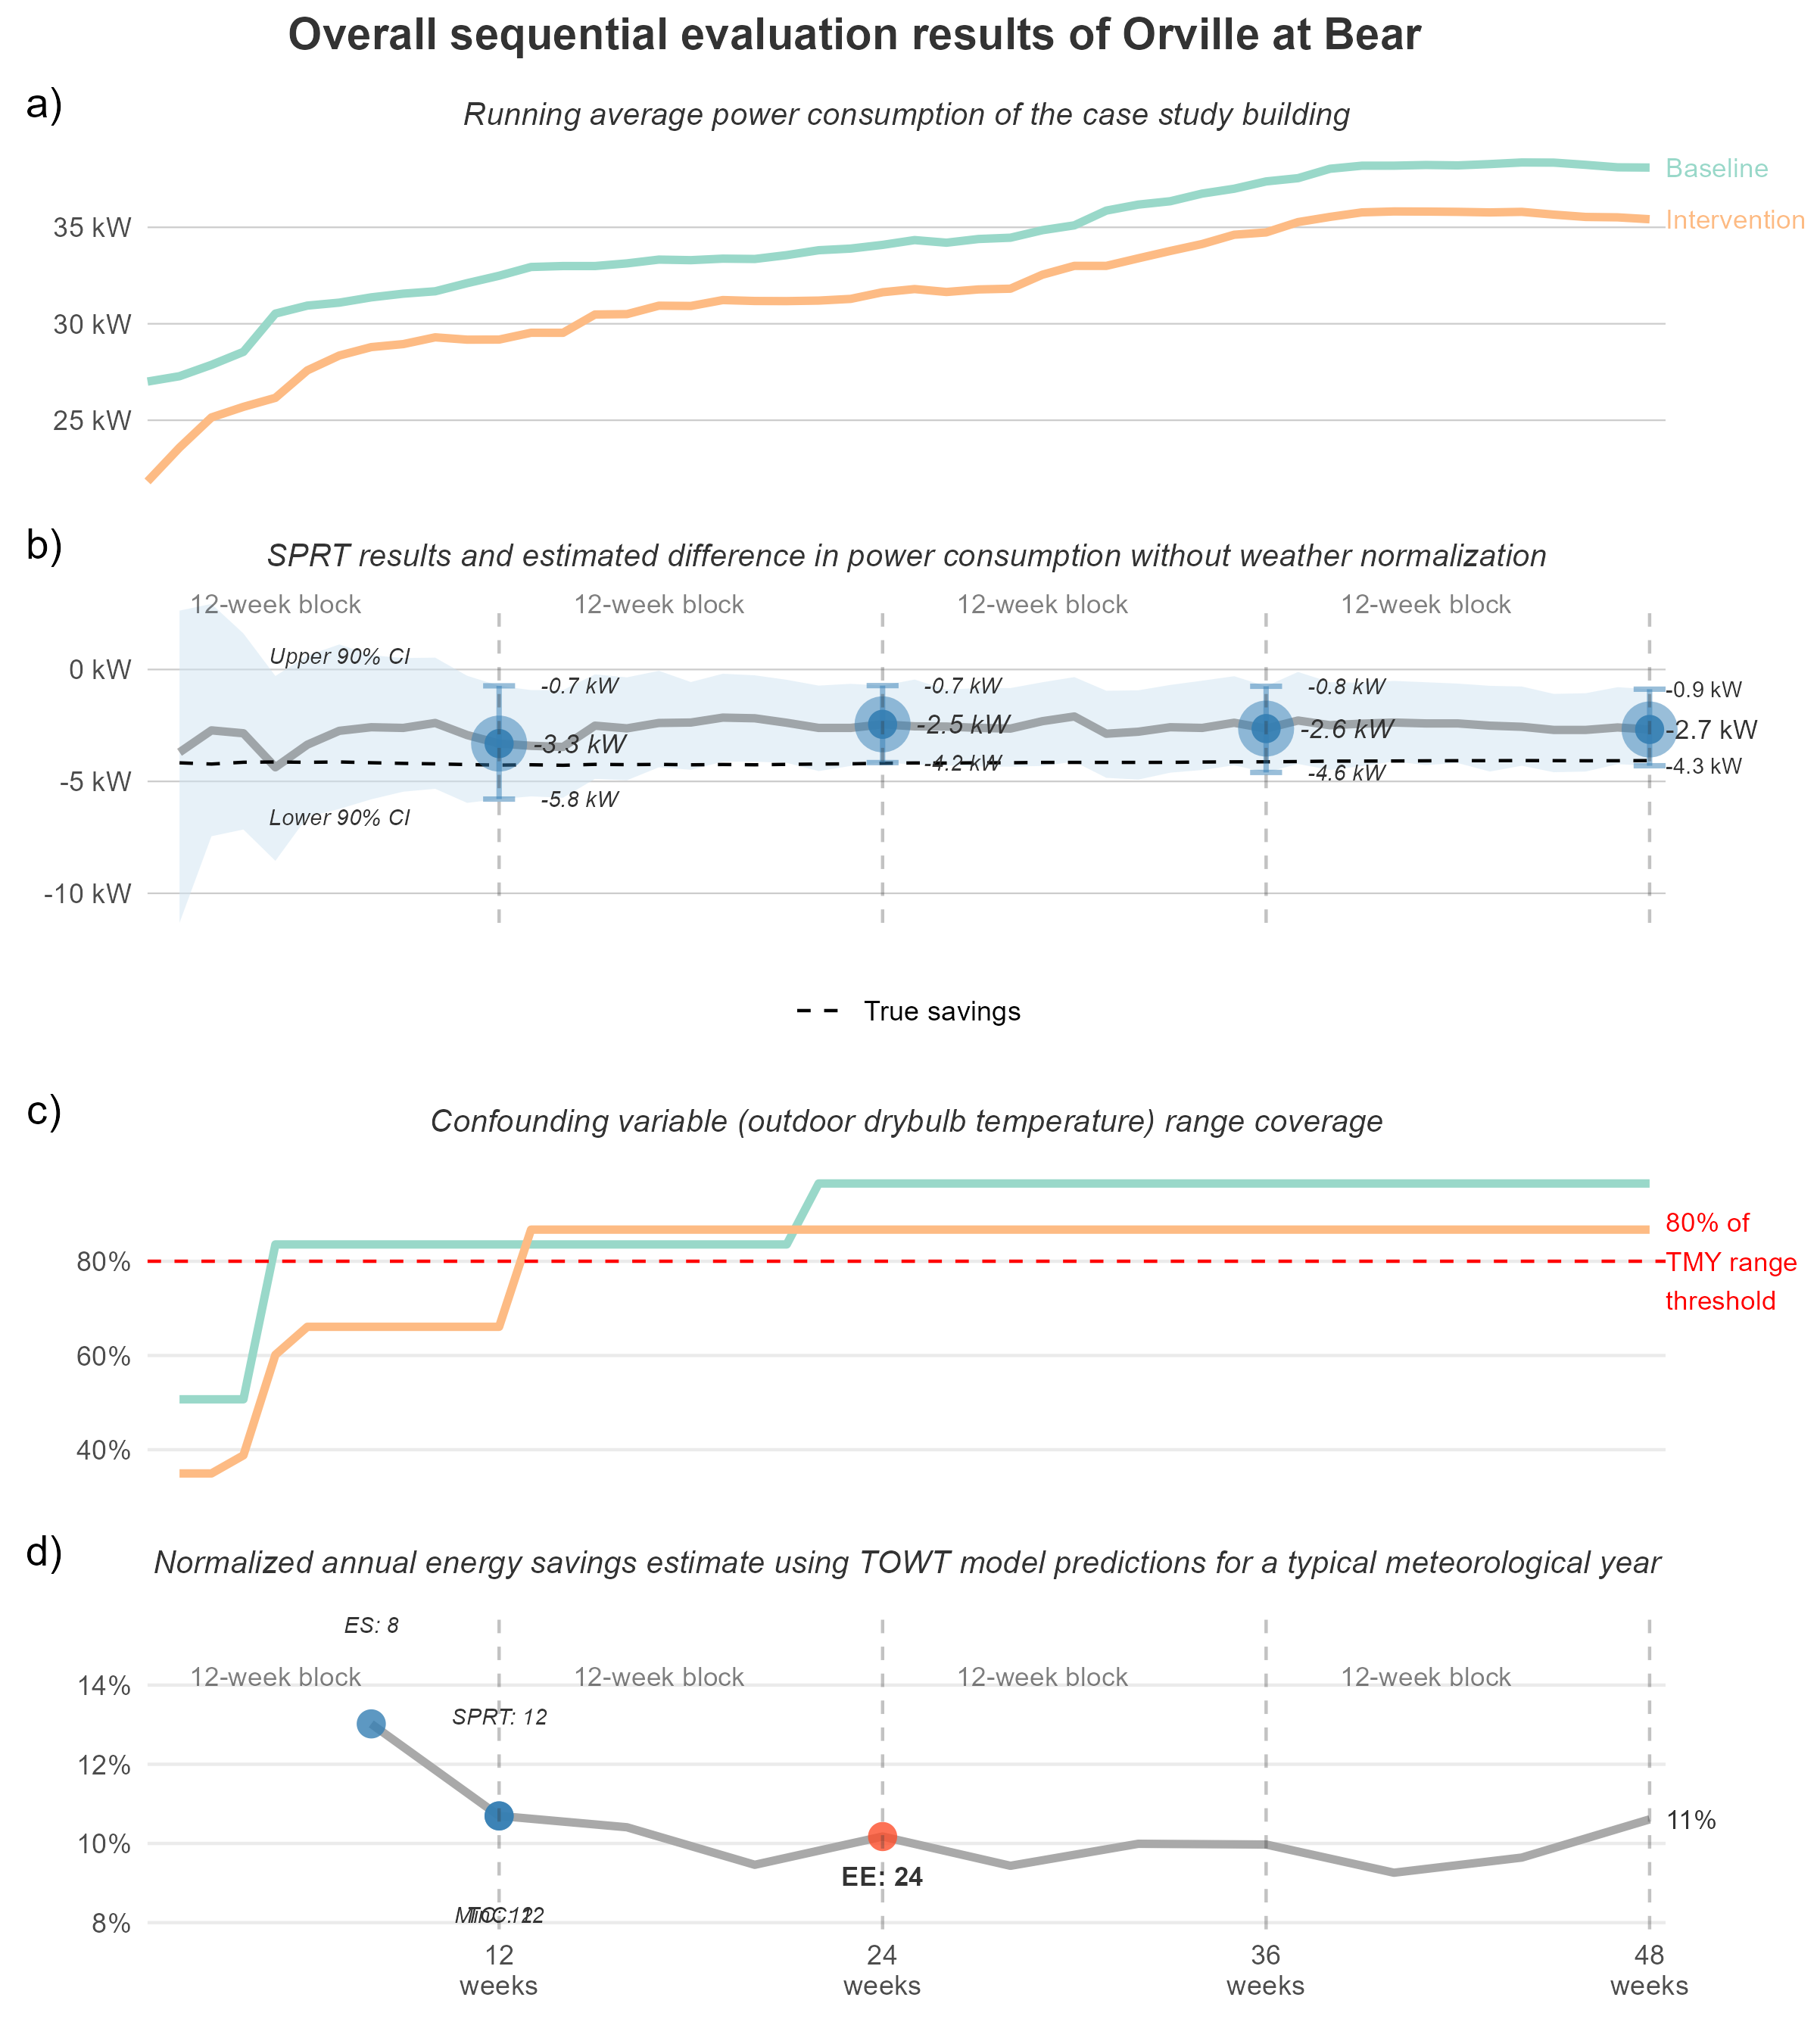 Overall sequential evaluation results of Orville at Bear
a)
Running average power consumption of the case study building
Baseline
Intervention
35 kW
30 kW
25 kW
b)
SPRT results and estimated difference in power consumption without weather normalization
12-week block
12-week block
12-week block
12-week block
Upper 90% CI
0 kW
-0.7 kW
-0.7 kW
-0.8 kW
-0.9 kW
-3.3 kW
-2.5 kW
-2.6 kW
-2.7 kW
-4.2 kW
-4.6 kW
-4.3 kW
-5 kW
-5.8 kW
Lower 90% CI
-10 kW
True savings
c)
Confounding variable (outdoor drybulb temperature) range coverage
80% of
TMY range
threshold
80%
60%
40%
d)
Normalized annual energy savings estimate using TOWT model predictions for a typical meteorological year
ES: 8
12-week block
12-week block
12-week block
12-week block
14%
SPRT: 12
12%
11%
10%
EE: 24
8%
12
weeks
24
weeks
36
weeks
48
weeks